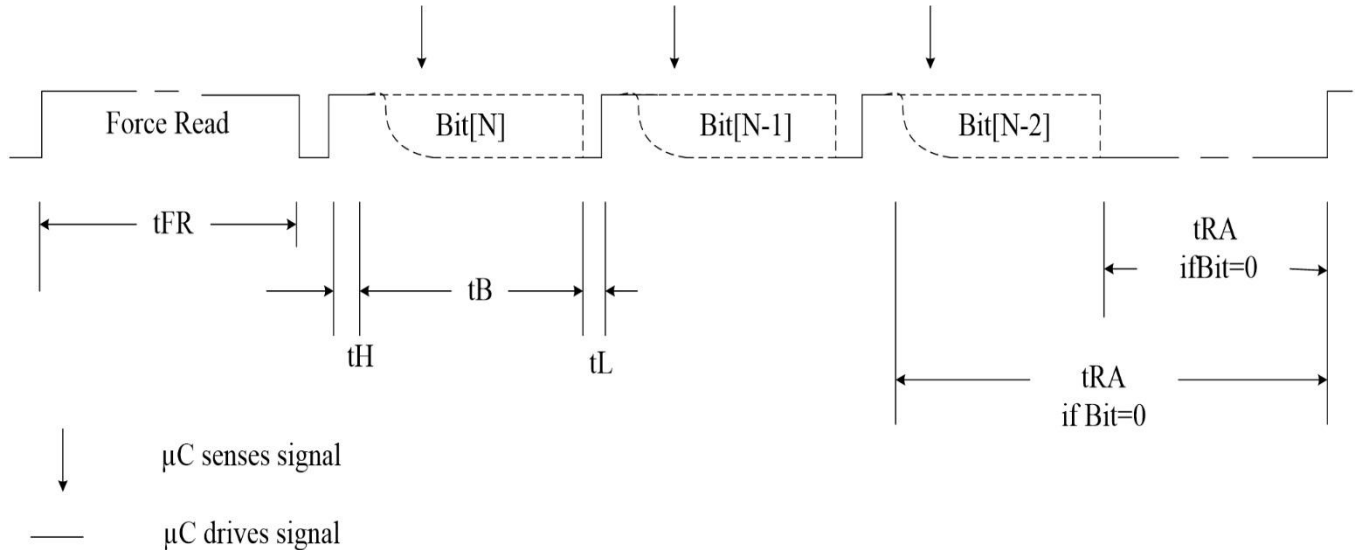 Force Read
Bit[N]
Bit[N-1]
Bit[N-2]
tFR
tB
tRA
ifBit=0
tH
tL
tRA
if Bit=0
µC senses signal
µC drives signal